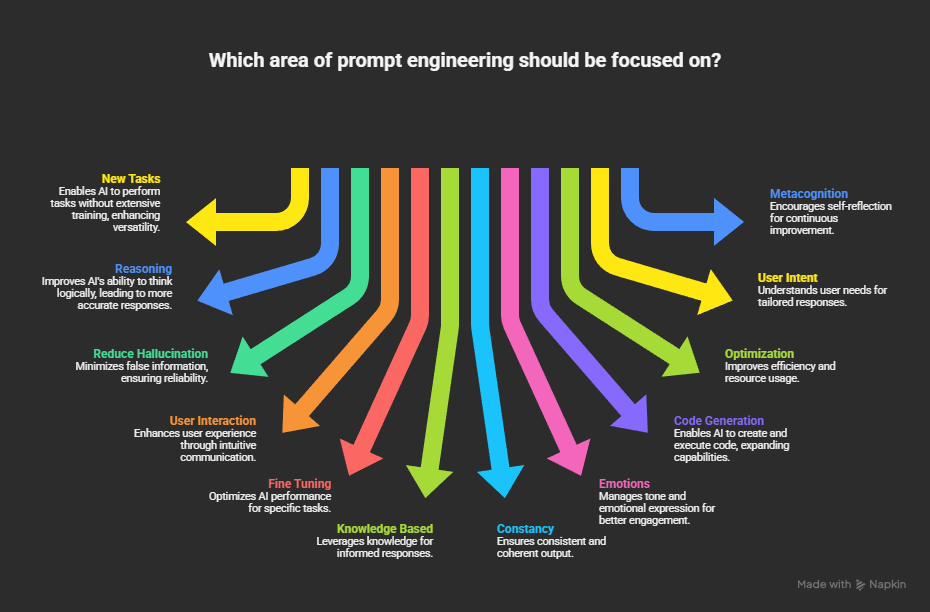 Which area of prompt engineering should be focused on?
New Tasks
Enables AI to perform
tasks without extensive
training, enhancing
versatility.
Reasoning
Improves AI's ability to think
logically, leading to more
accurate responses.
Reduce Hallucination
Minimizes false information,
ensuring reliability.
User Interaction
Enhances user experience
through intuitive
communication.
Fine Tuning
Optimizes AI performance
for specific tasks.
Knowledge Based
Leverages knowledge for
informed responses.
Constancy
Ensures consistent and
coherent output.
Emotions
Manages tone and
emotional expression for
better engagement.
Code Generation
Enables AI to create and
execute code, expanding
capabilities.
Optimization
Improves efficiency and
resource usage.
User Intent
Understands user needs for
tailored responses.
Metacognition
Encourages self-reflection
for continuous
improvement.
Made with Napkin